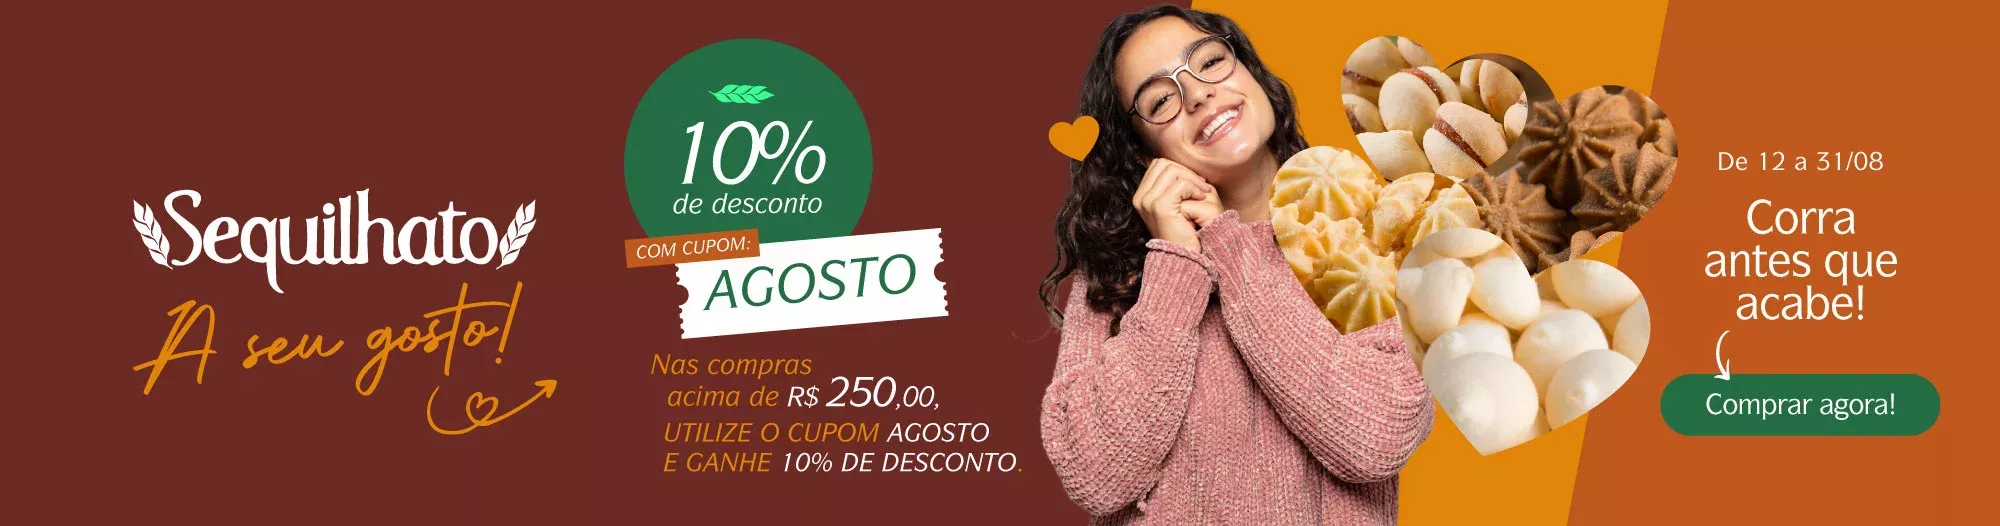 Sequilhato
A seu gosto!
10%
de desconto
COM CUPOM:
AGOSTO
Nas compras
acima de R$ 250,00,
UTILIZE O CUPOM AGOSTO
E GANHE 10% DE DESCONTO.
De 12 a 31/08
Corra
antes que
acabe!
Comprar agora!